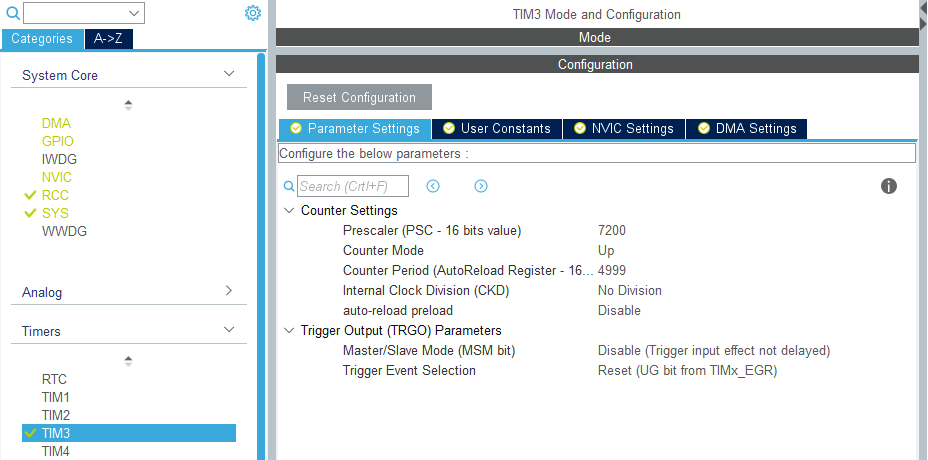 Categories
A->Z
System Core
DMA
GPIO
IWDG
NVIC
RCC
SYS
WWDG
Analog
Timers
RTC
TIM1
TIM2
TIM3
TIM4
TIM3 Mode and Configuration
Mode
Configuration
Reset Configuration
Parameter Settings
User Constants
NVIC Settings
DMA Settings
Configure the below parameters :
Search (Crtl+F)
Counter Settings
Prescaler (PSC - 16 bits value) 7200
Counter Mode Up
Counter Period (AutoReload Register - 16... 4999
Internal Clock Division (CKD) No Division
auto-reload preload Disable
Trigger Output (TRGO) Parameters
Master/Slave Mode (MSM bit) Disable (Trigger input effect not delayed)
Trigger Event Selection Reset (UG bit from TIMx_EGR)